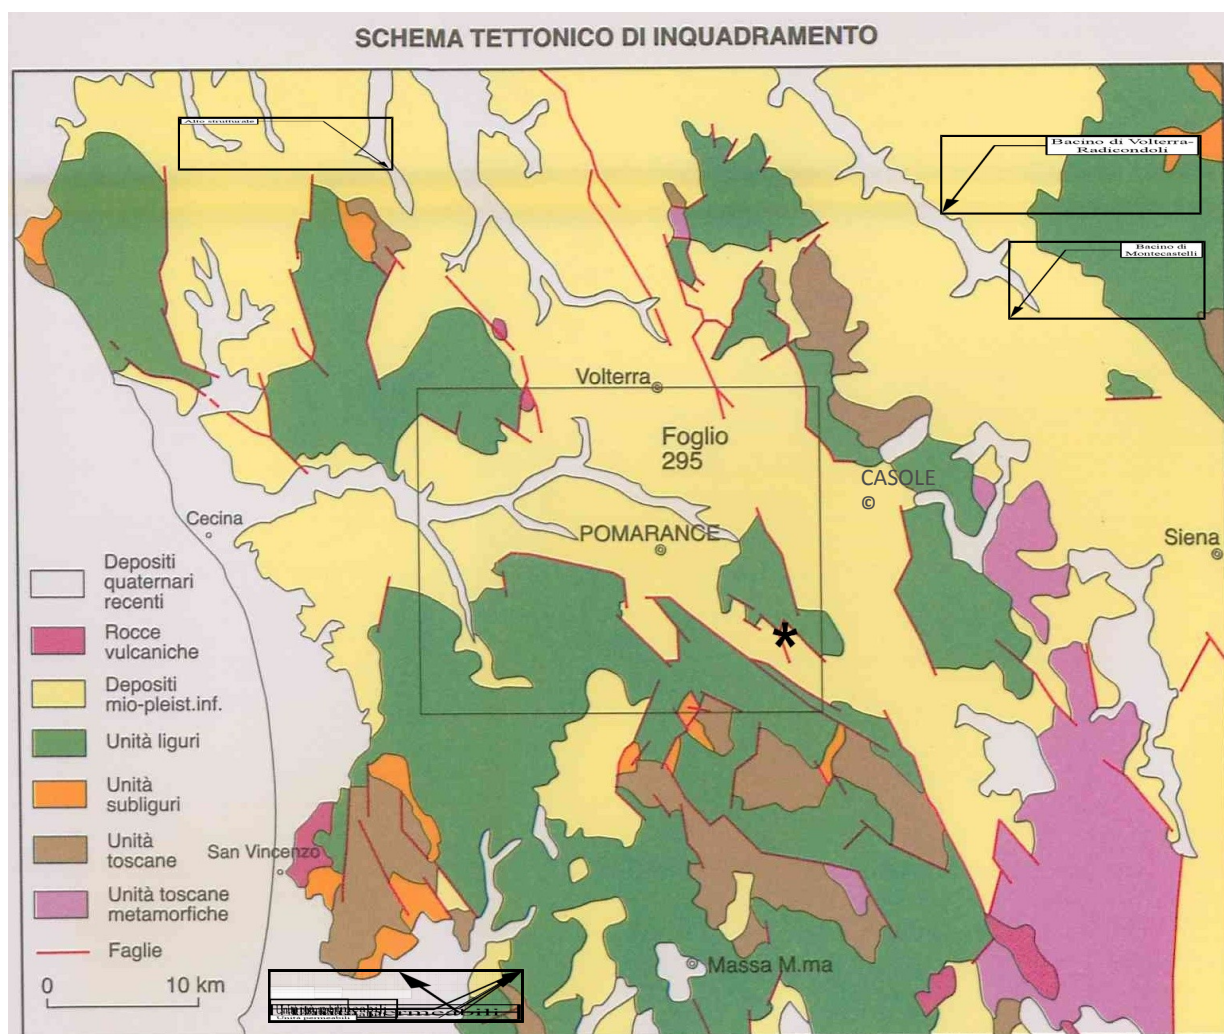 SCHEMA TETTONICO DI INQUADRAMENTO
Alto strutturale
Bacino di Volterra-
Radicondoli
Bacino di
Montecastelli
Volterra
Foglio
295
CASOLE
©
Cecina
POMARANCE
Siena
Depositi
quaternari
recenti
Rocce
vulcaniche
Depositi
mio-pleist.inf.
Unità liguri
Unità
subliguri
Unità
toscane
San Vincenzo
Unità toscane
metamorfiche
Faglie
Massa M.ma
0 10 km
Unità permeabili